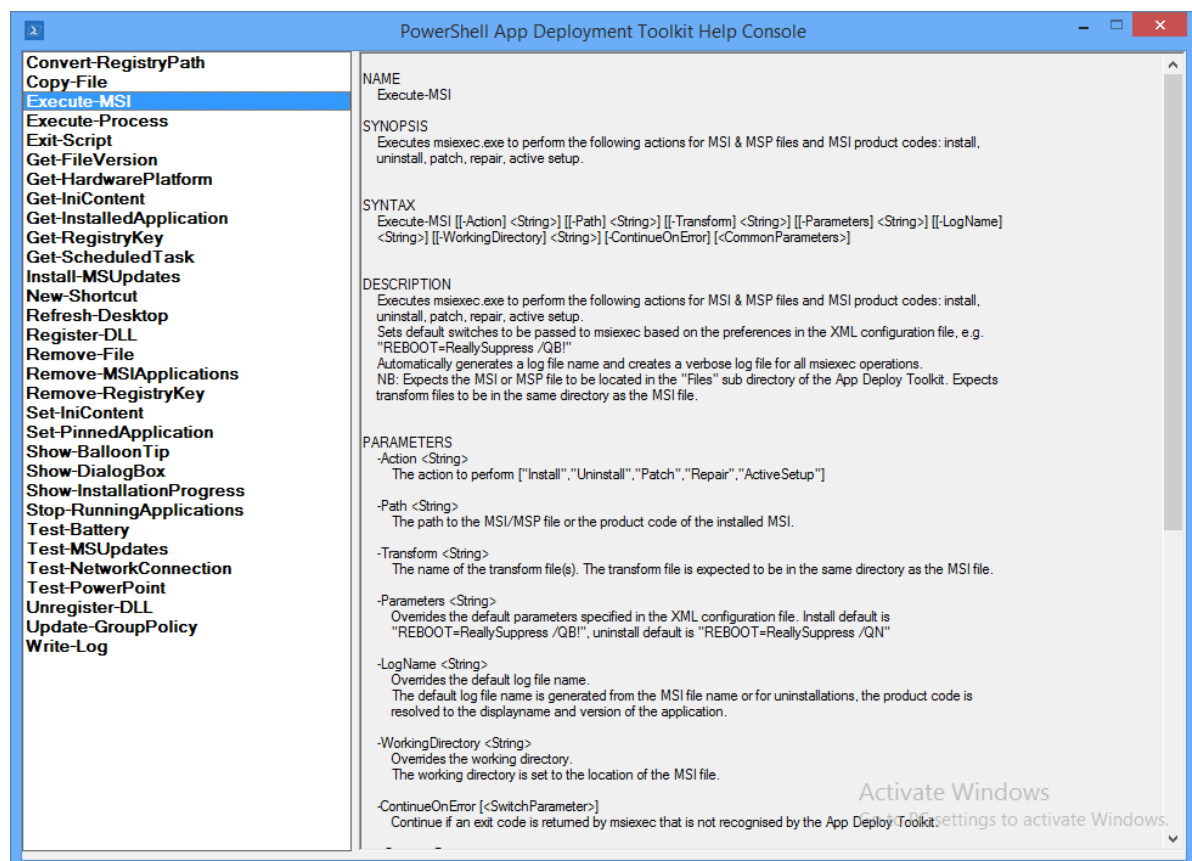 PowerShell App Deployment Toolkit Help Console
Convert-RegistryPath
Copy-File
Execute-MSI
Execute-Process
Exit-Script
Get-FileVersion
Get-HardwarePlatform
Get-IniContent
Get-InstalledApplication
Get-RegistryKey
Get-ScheduledTask
Install-MSUpdates
New-Shortcut
Refresh-Desktop
Register-DLL
Remove-File
Remove-MSIApplications
Remove-RegistryKey
Set-IniContent
Set-PinnedApplication
Show-BalloonTip
Show-DialogBox
Show-InstallationProgress
Stop-RunningApplications
Test-Battery
Test-MSUpdates
Test-NetworkConnection
Test-PowerPoint
Unregister-DLL
Update-GroupPolicy
Write-Log
NAME
Execute-MSI
SYNOPSIS
Executes msiexec.exe to perform the following actions for MSI & MSP files and MSI product codes: install,
uninstall, patch, repair, active setup.
SYNTAX
Execute-MSI [[-Action] <String>] [[-Path] <String>] [[-Transform] <String>] [[-Parameters] <String>] [[-LogName]
<String>] [[-WorkingDirectory] <String>] [-ContinueOnError] [<CommonParameters>]
DESCRIPTION
Executes msiexec.exe to perform the following actions for MSI & MSP files and MSI product codes: install,
uninstall, patch, repair, active setup.
Sets default switches to be passed to msiexec based on the preferences in the XML configuration file, e.g.
"REBOOT=ReallySuppress /QB!"
Automatically generates a log file name and creates a verbose log file for all msiexec operations.
NB: Expects the MSI or MSP file to be located in the "Files" sub directory of the App Deploy Toolkit. Expects
transform files to be in the same directory as the MSI file.
PARAMETERS
-Action <String>
The action to perform ["Install","Uninstall","Patch","Repair","ActiveSetup"]
-Path <String>
The path to the MSI/MSP file or the product code of the installed MSI.
-Transform <String>
The name of the transform file(s). The transform file is expected to be in the same directory as the MSI file.
-Parameters <String>
Overrides the default parameters specified in the XML configuration file. Install default is
"REBOOT=ReallySuppress /QB!", uninstall default is "REBOOT=ReallySuppress /QN"
-LogName <String>
Overrides the default log file name.
The default log file name is generated from the MSI file name or for uninstallations, the product code is
resolved to the displayname and version of the application.
-WorkingDirectory <String>
Overrides the working directory.
The working directory is set to the location of the MSI file.
-ContinueOnError [<SwitchParameter>]
Continue if an exit code is returned by msiexec that is not recognised by the App Deploy Toolkit.
Activate Windows
Go to PC settings to activate Windows.